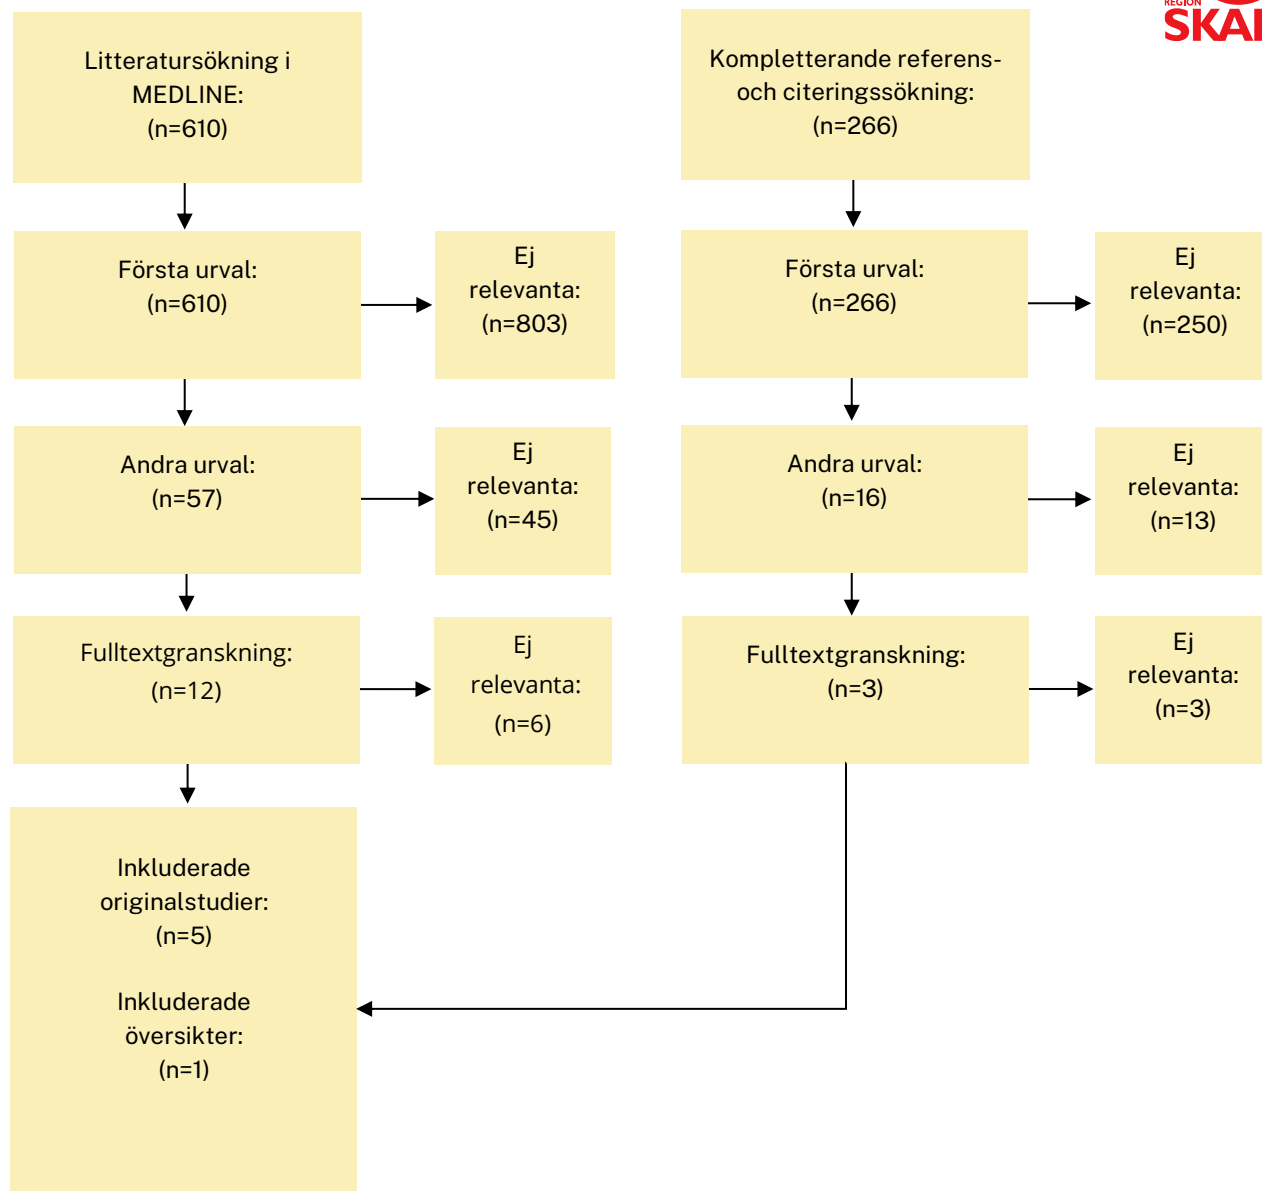 REGION
Litteratursökning i
MEDLINE:
(n=610)
Kompletterande referens-
och citeringssökning:
(n=266)
Första urval:
(n=610)
Ej
relevanta:
(n=803)
Första urval:
(n=266)
Ej
relevanta:
(n=250)
Andra urval:
(n=57)
Ej
relevanta:
(n=45)
Andra urval:
(n=16)
Ej
relevanta:
(n=13)
Fulltextgranskning:
(n=12)
Ej
relevanta:
(n=6)
Fulltextgranskning:
(n=3)
Ej
relevanta:
(n=3)
Inkluderade
originalstudier:
(n=5)
Inkluderade
översikter:
(n=1)